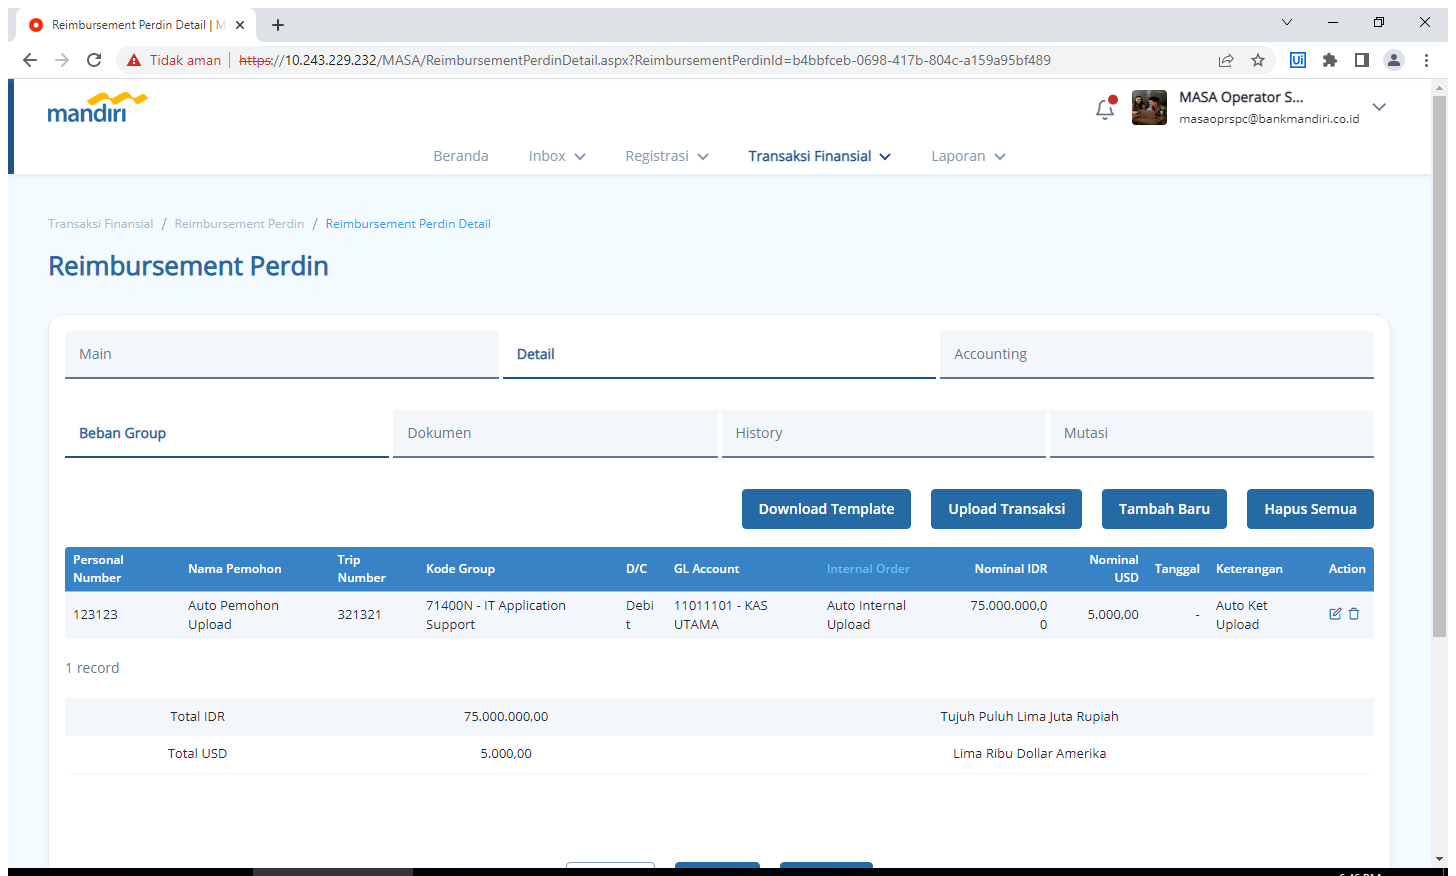 Reimbursement Perdin Detail | M
Tidak aman
https://10.243.229.232/MASA/ReimbursementPerdinDetail.aspx?ReimbursementPerdinId=b4bbfceb-0698-417b-804c-a159a95bf489
Ui
mandiri
MASA Operator S...
masaoprspc@bankmandiri.co.id
Beranda Inbox Registrasi Transaksi Finansial Laporan
Transaksi Finansial / Reimbursement Perdin / Reimbursement Perdin Detail
Reimbursement Perdin
Main Detail Accounting
Beban Group Dokumen History Mutasi
Download Template Upload Transaksi Tambah Baru Hapus Semua
Personal Number Nama Pemohon Trip Number Kode Group D/C GL Account Internal Order Nominal IDR Nominal USD Tanggal Keterangan Action
123123 Auto Pemohon Upload 321321 71400N - IT Application Support Debit 11011101 - KAS UTAMA Auto Internal Upload 75.000.000,00 5.000,00 - Auto Ket Upload
1 record
Total IDR 75.000.000,00 Tujuh Puluh Lima Juta Rupiah
Total USD 5.000,00 Lima Ribu Dollar Amerika